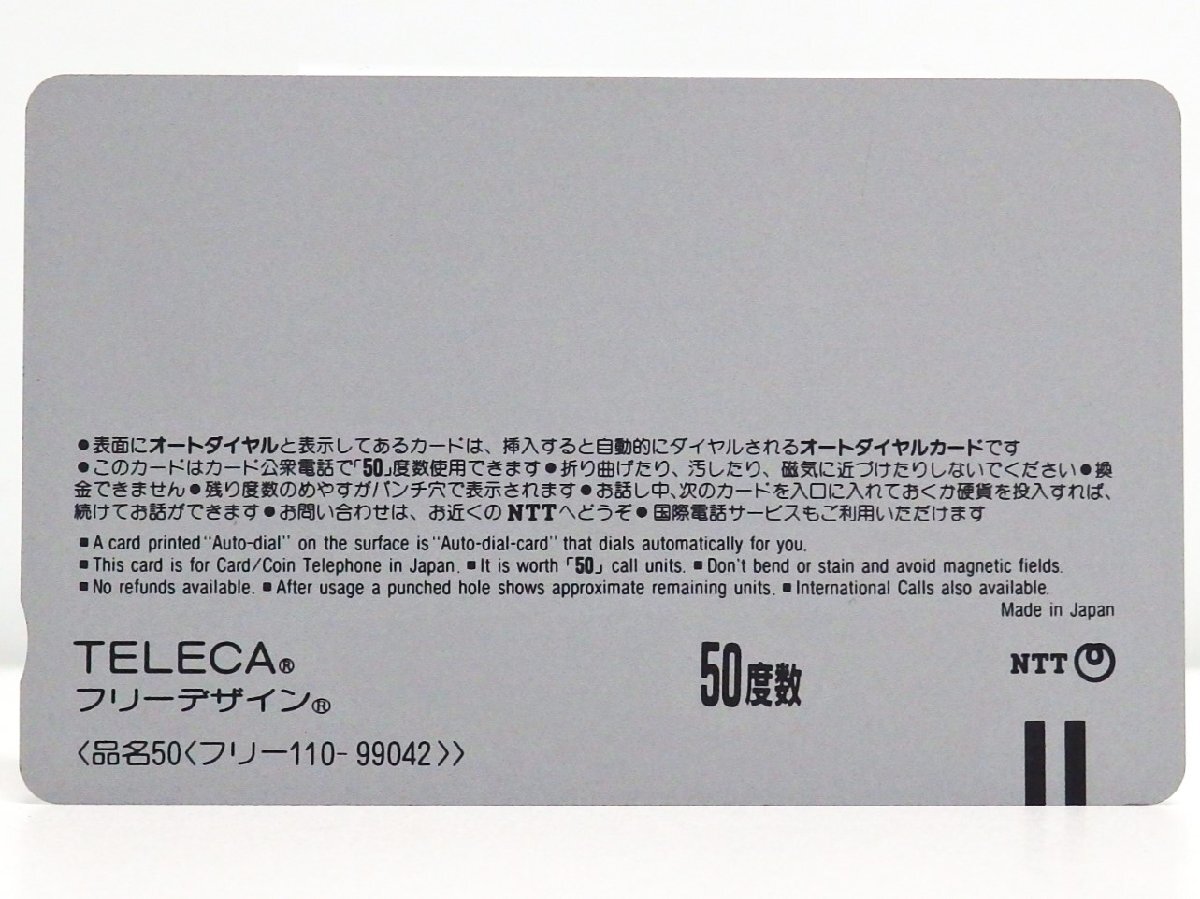 ●表面にオートダイヤルと表示してあるカードは、挿入すると自動的にダイヤルされるオートダイヤルカードです
●このカードはカード公衆電話で「50」度数使用できます●折り曲げたり、汚したり、磁気に近づけたりしないでください●換
金できません●残り度数のめやすがパンチ穴で表示されます●お話し中、次のカードを入口に入れておくか硬貨を投入すれば、
続けてお話ができます●お問い合わせは、お近くのNTTへどうぞ●国際電話サービスもご利用いただけます
■A card printed "Auto-dial" on the surface is "Auto-dial-card" that dials automatically for you.
■This card is for Card/Coin Telephone in Japan. ■It is worth「50」call units. ■Don't bend or stain and avoid magnetic fields.
■No refunds available. ■After usage a punched hole shows approximate remaining units. ■International Calls also available.
Made in Japan
TELECA®
フリーデザイン®
50度数
NTT
〈品名50〈フリー110-99042〉〉